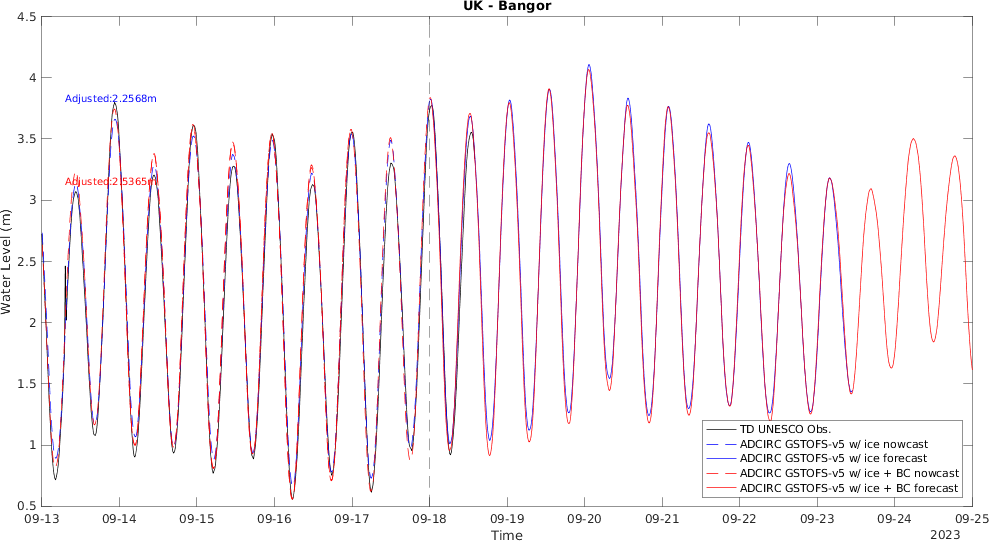 UK - Bangor
Water Level (m)
4.5
4
3.5
3
2.5
2
1.5
1
0.5
Adjusted:2.2568m
Adjusted:2.5365m
TD UNESCO Obs.
ADCIRC GSTOFS-v5 w/ ice nowcast
ADCIRC GSTOFS-v5 w/ ice forecast
ADCIRC GSTOFS-v5 w/ ice + BC nowcast
ADCIRC GSTOFS-v5 w/ ice + BC forecast
09-13 09-14 09-15 09-16 09-17 09-18 09-19 09-20 09-21 09-22 09-23 09-24 09-25
Time
2023